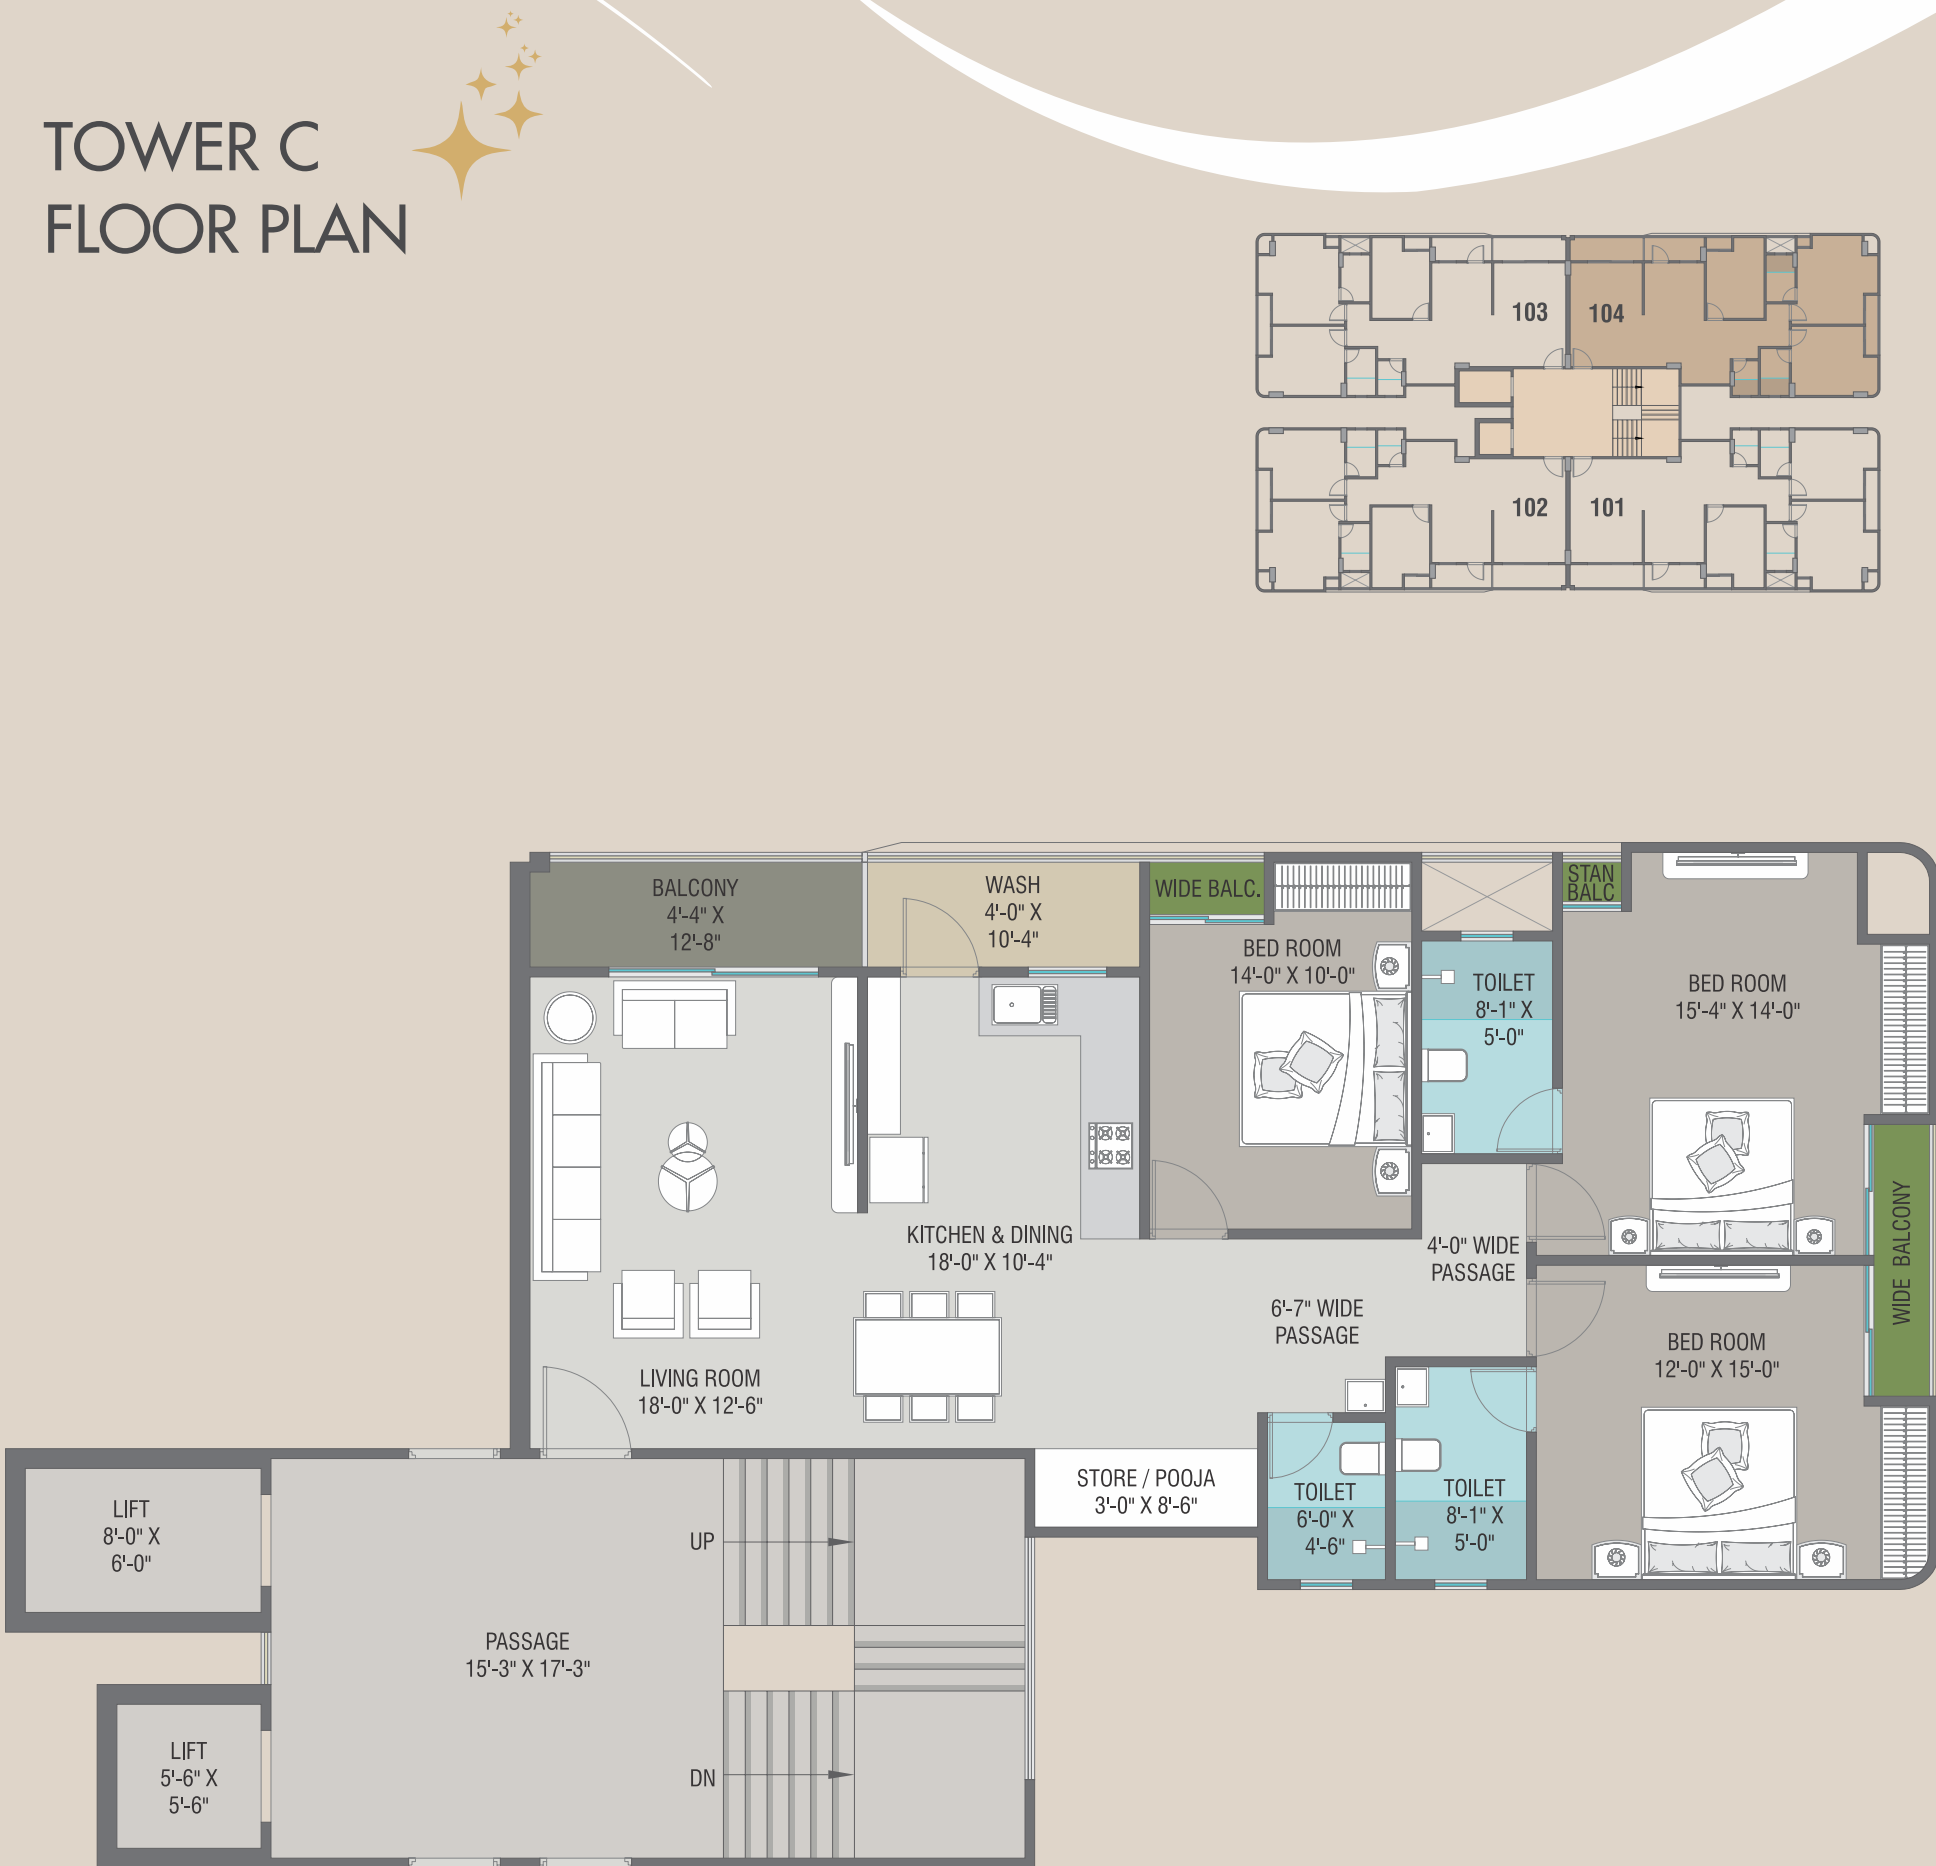 TOWER C
FLOOR PLAN
103
104
102
101
BALCONY
4'-4" X
12'-8"
WASH
4'-0" X
10'-4"
WIDE BALC.
STAN
BALC
BED ROOM
14'-0" X 10'-0"
TOILET
8'-1" X
5'-0"
BED ROOM
15'-4" X 14'-0"
KITCHEN & DINING
18'-0" X 10'-4"
4'-0" WIDE
PASSAGE
WIDE BALCONY
6'-7" WIDE
PASSAGE
BED ROOM
12'-0" X 15'-0"
LIVING ROOM
18'-0" X 12'-6"
STORE / POOJA
3'-0" X 8'-6"
TOILET
6'-0" X
4'-6"
TOILET
8'-1" X
5'-0"
LIFT
8'-0" X
6'-0"
UP
PASSAGE
15'-3" X 17'-3"
LIFT
5'-6" X
5'-6"
DN